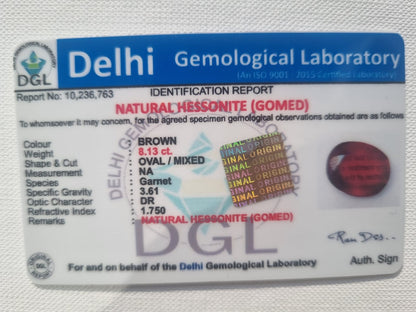 DGL
Delhi Gemological Laboratory
(An ISO 9001 : 2015 Certified Laboratory)
Report No: 10,236,763
IDENTIFICATION REPORT
NATURAL HESSONITE (GOMED)
To whomsoever it may concern, for the agreed specimen gemological observations obtained are as follows
Colour BROWN
Weight 8.13 ct.
Shape & Cut OVAL / MIXED
Measurement NA
Species Garnet
Specific Gravity 3.61
Optic Character DR
Refractive Index 1.750
Remarks NATURAL HESSONITE (GOMED)
ORIGINAL ORIGINAL
DGL
DGL
For and on behalf of the Delhi Gemological Laboratory
Auth. Sign